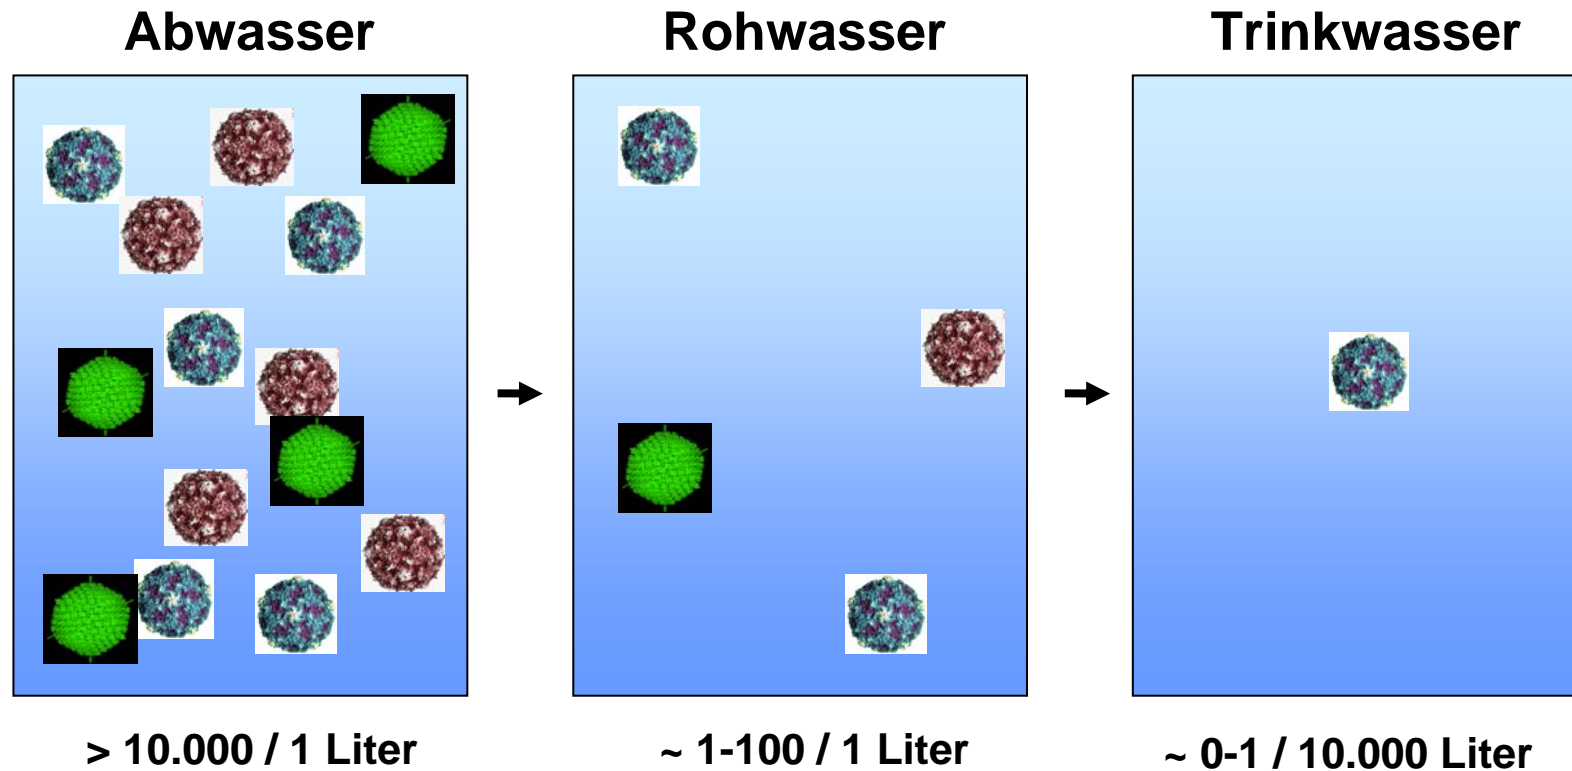 Abwasser
Rohwasser
Trinkwasser
> 10.000 / 1 Liter
~ 1-100 / 1 Liter
~ 0-1 / 10.000 Liter